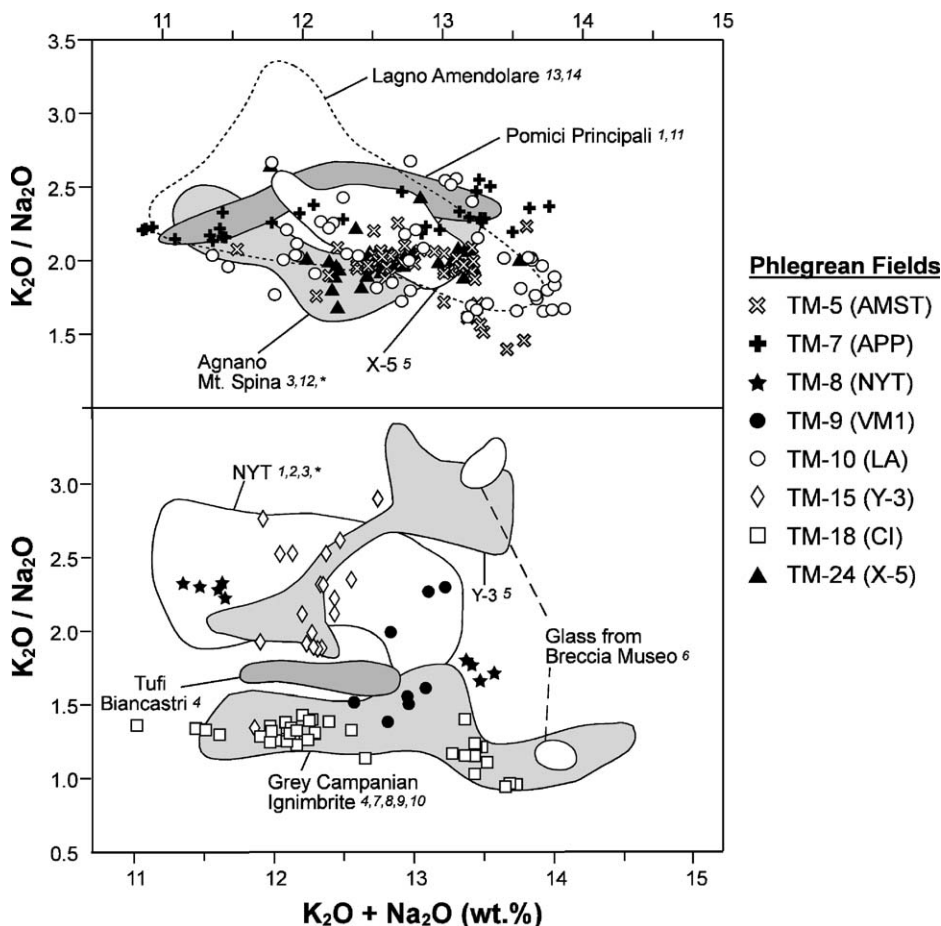 11 12 13 14 15
3.5
3.0
2.5
2.0
1.5
K₂O / Na₂O
Lagno Amendolare 13,14
Pomici Principali 1,11
Agnano
Mt. Spina 3,12,*
X-5 5
Phlegrean Fields
TM-5 (AMST)
TM-7 (APP)
TM-8 (NYT)
TM-9 (VM1)
TM-10 (LA)
TM-15 (Y-3)
TM-18 (CI)
TM-24 (X-5)
3.0
2.5
2.0
1.5
1.0
0.5
K₂O / Na₂O
NYT 1,2,3,*
Y-3 5
Glass from
Breccia Museo 6
Tufi
Biancastri 4
Grey Campanian
Ignimbrite 4,7,8,9,10
11 12 13 14 15
K₂O + Na₂O (wt.%)